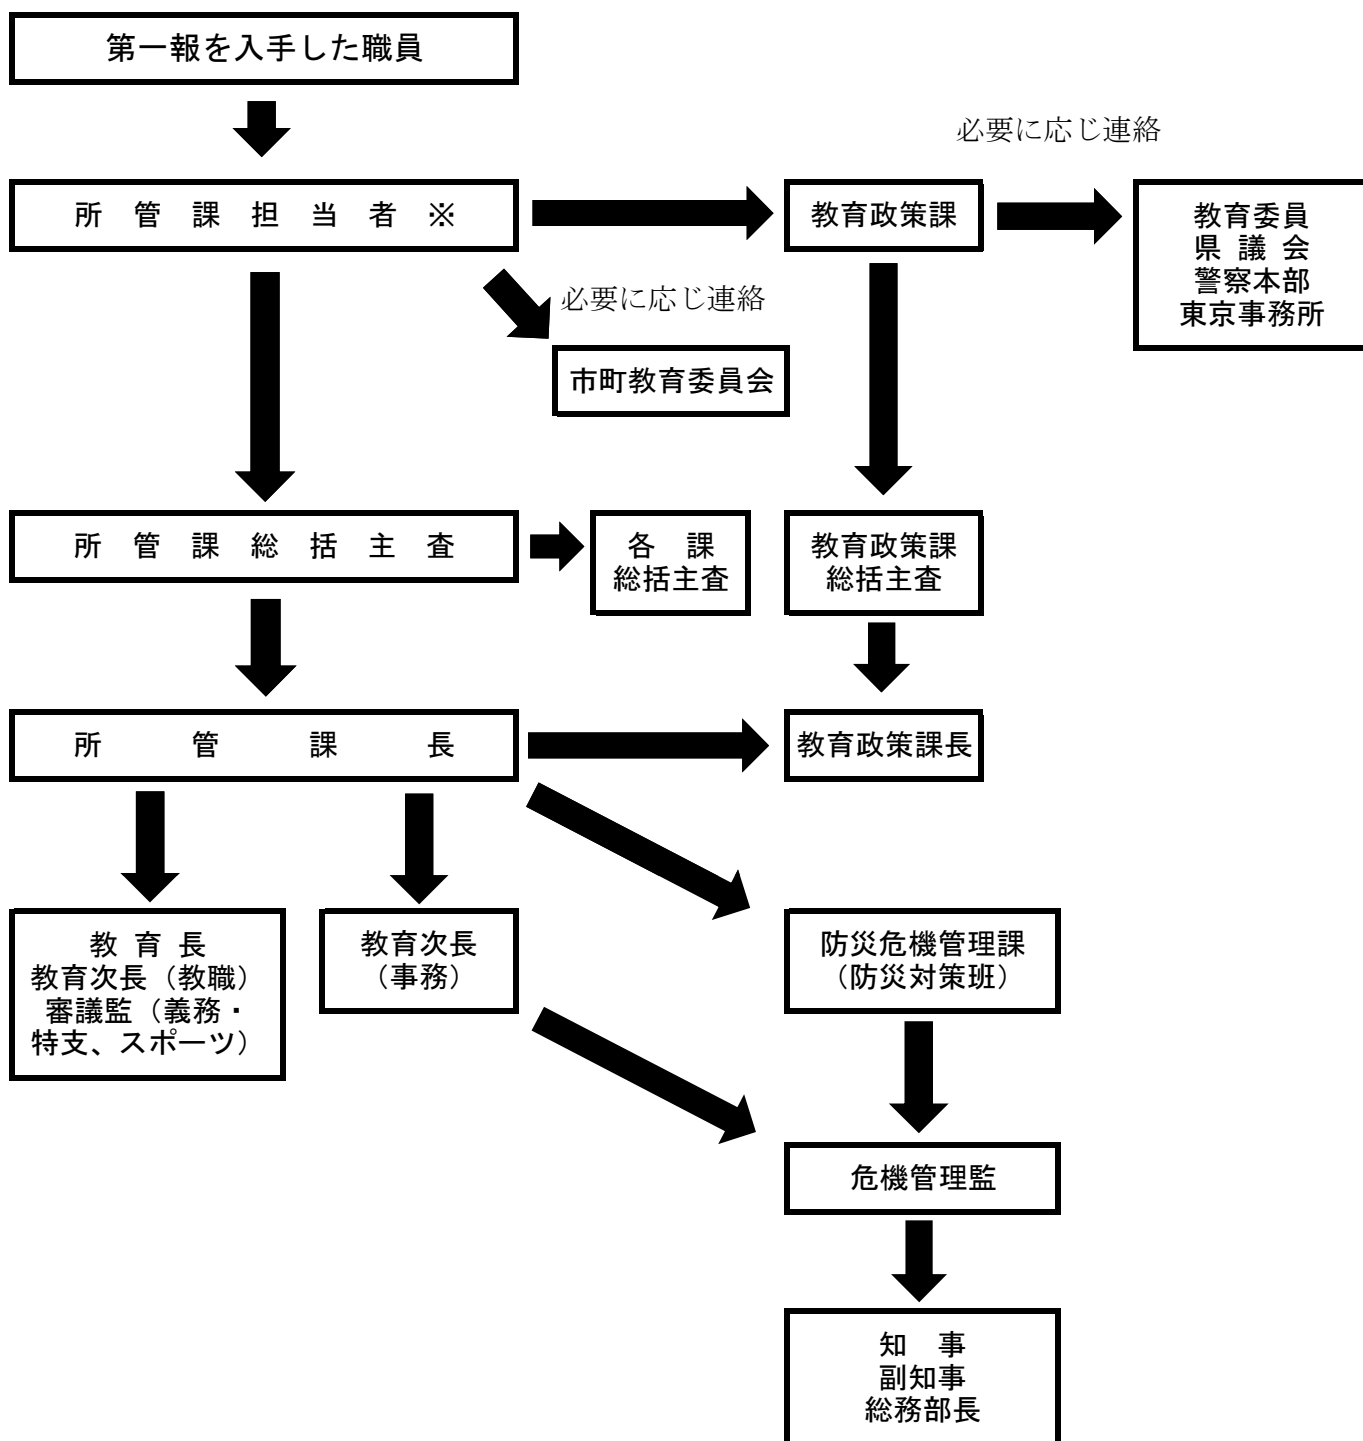 第一報を入手した職員
必要に応じ連絡
所管課担当者※
教育政策課
教育委員
県議会
警察本部
東京事務所
必要に応じ連絡
市町教育委員会
所管課総括主査
各課
総括主査
教育政策課
総括主査
所管課長
教育政策課長
教育長
教育次長（教職）
審議監（義務・
特支、スポーツ）
教育次長
（事務）
防災危機管理課
（防災対策班）
危機管理監
知事
副知事
総務部長